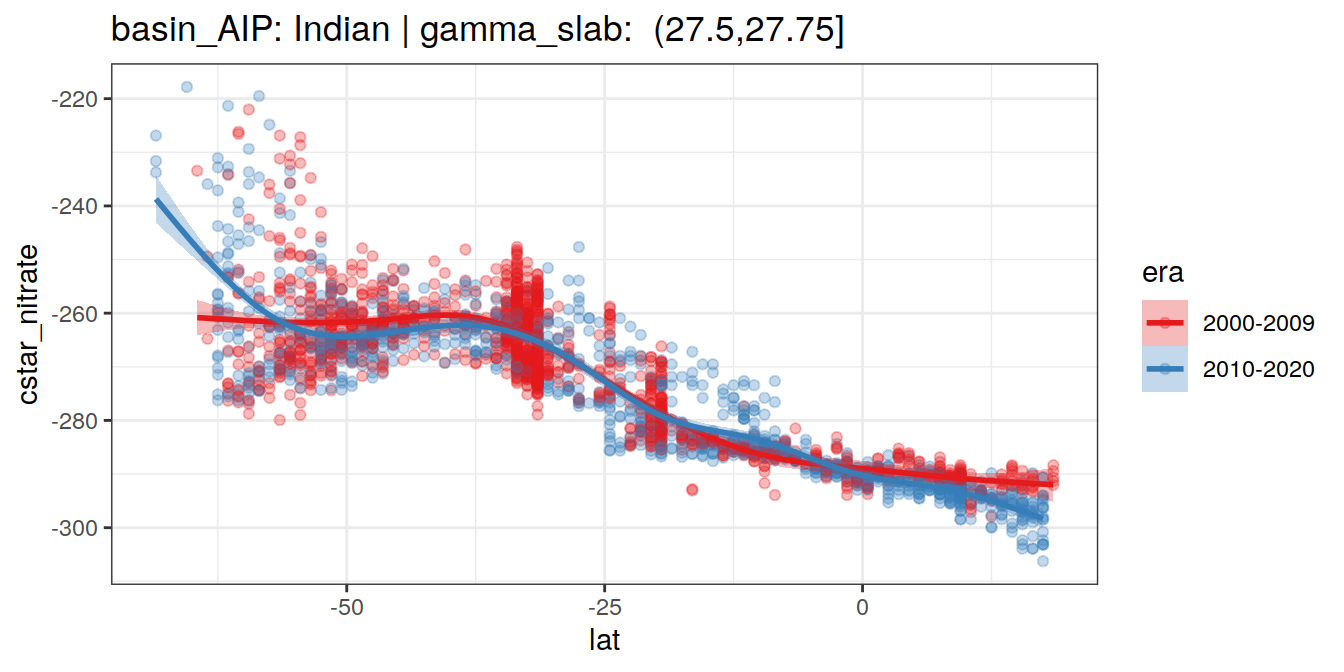 basin_AIP: Indian | gamma_slab:  (27.5,27.75]
cstar_nitrate
-220
-240
-260
-280
-300
-50
-25
0
lat
era
2000-2009
2010-2020